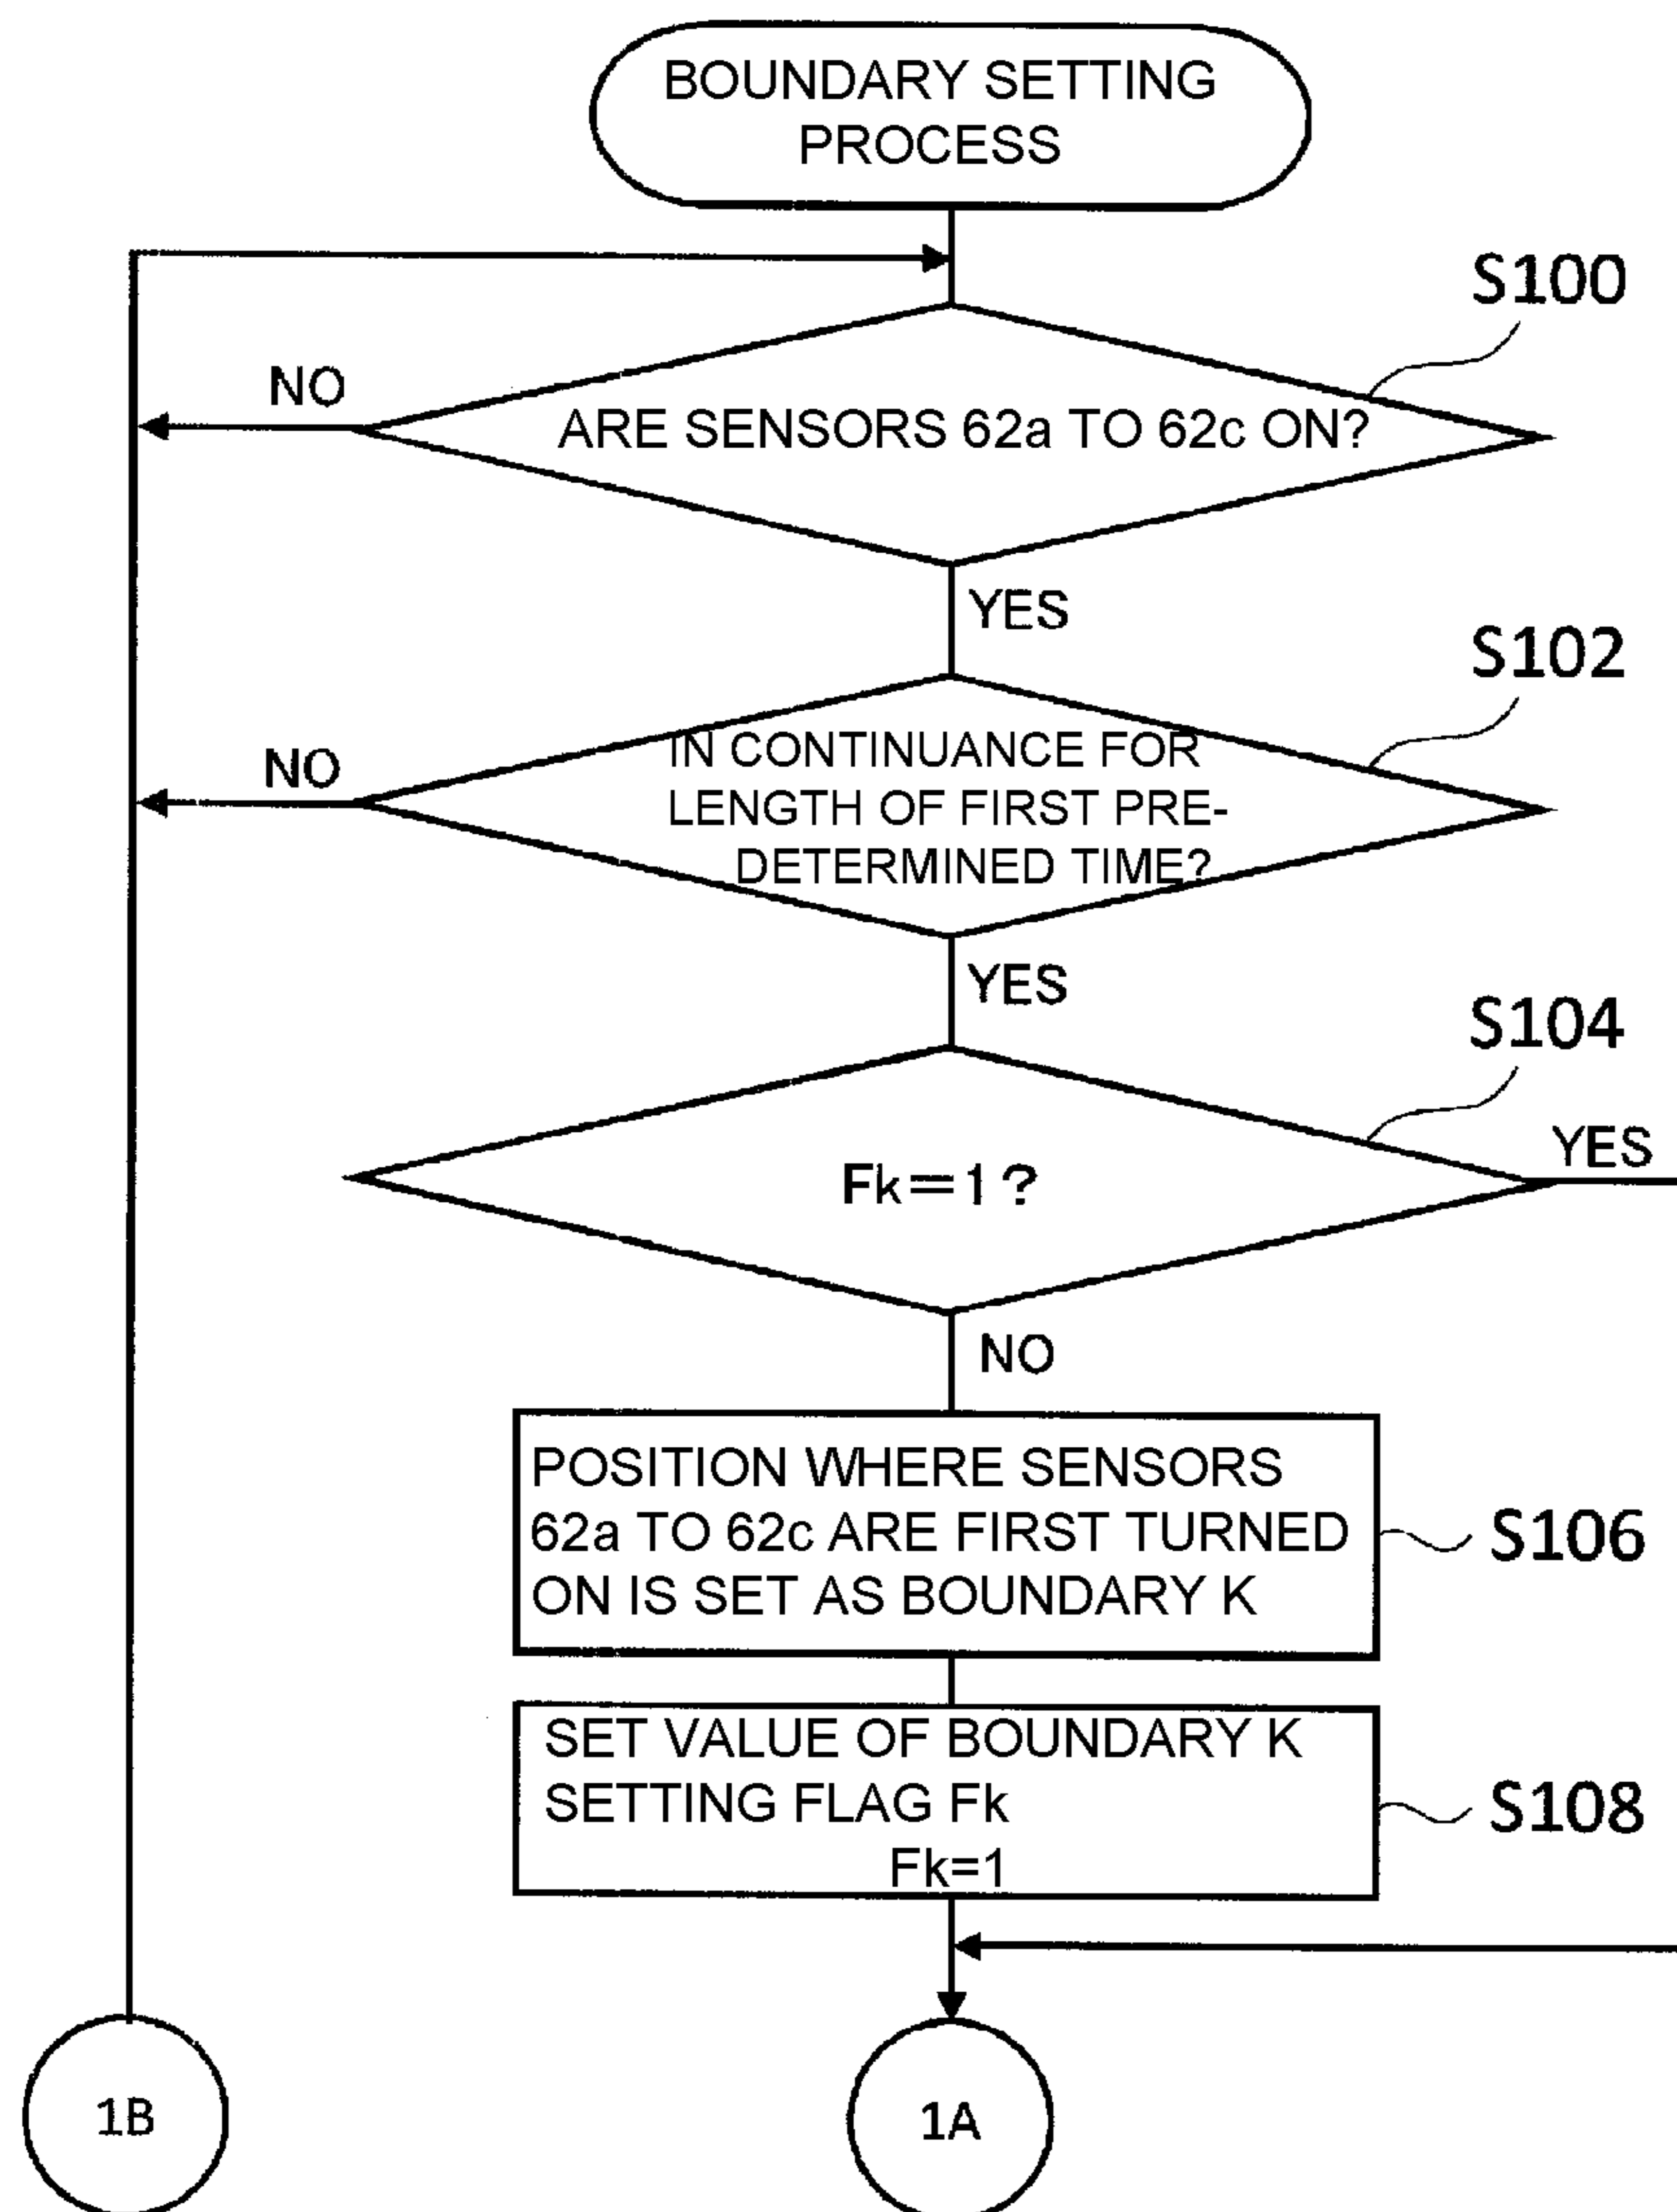 BOUNDARY SETTING
PROCESS
S100
NO
ARE SENSORS 62a TO 62c ON?
YES
S102
NO
IN CONTINUANCE FOR
LENGTH OF FIRST PRE-
DETERMINED TIME?
YES
S104
YES
Fk=1?
NO
POSITION WHERE SENSORS
62a TO 62c ARE FIRST TURNED
ON IS SET AS BOUNDARY K
S106
SET VALUE OF BOUNDARY K
SETTING FLAG Fk
Fk=1
S108
1B
1A